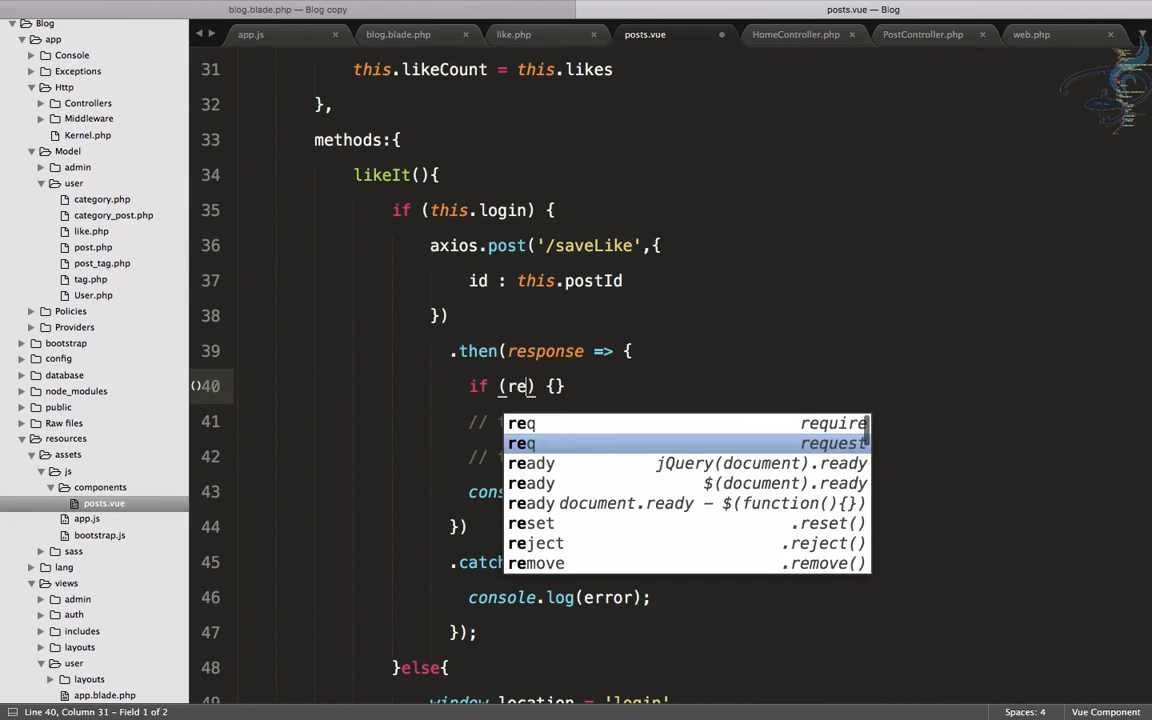 blog.blade.php — Blog copy
posts.vue — Blog
Blog
app
Console
Exceptions
Http
Controllers
Middleware
Kernel.php
Model
admin
user
category.php
category_post.php
like.php
post.php
post_tag.php
tag.php
User.php
Policies
Providers
bootstrap
config
database
node_modules
public
Raw files
resources
assets
js
components
posts.vue
app.js
bootstrap.js
sass
lang
views
admin
auth
includes
layouts
user
layouts
app.blade.php
app.js
blog.blade.php
like.php
posts.vue
HomeController.php
PostController.php
web.php
31 this.likeCount = this.likes
32 },
33 methods:{
34 likeIt(){
35 if (this.login) {
36 axios.post('/saveLike',{
37 id : this.postId
38 })
39 .then(response => {
()40 if (re) {}
41 //
42 //
43 cons
44 })
45 .catch
46 console.log(error);
47 });
48 }else{
49 window.location = 'login'
req require
req request
ready jQuery(document).ready
ready $(document).ready
ready document.ready – $(function(){})
reset .reset()
reject .reject()
remove .remove()
Line 40, Column 31 - Field 1 of 2
Spaces: 4
Vue Component